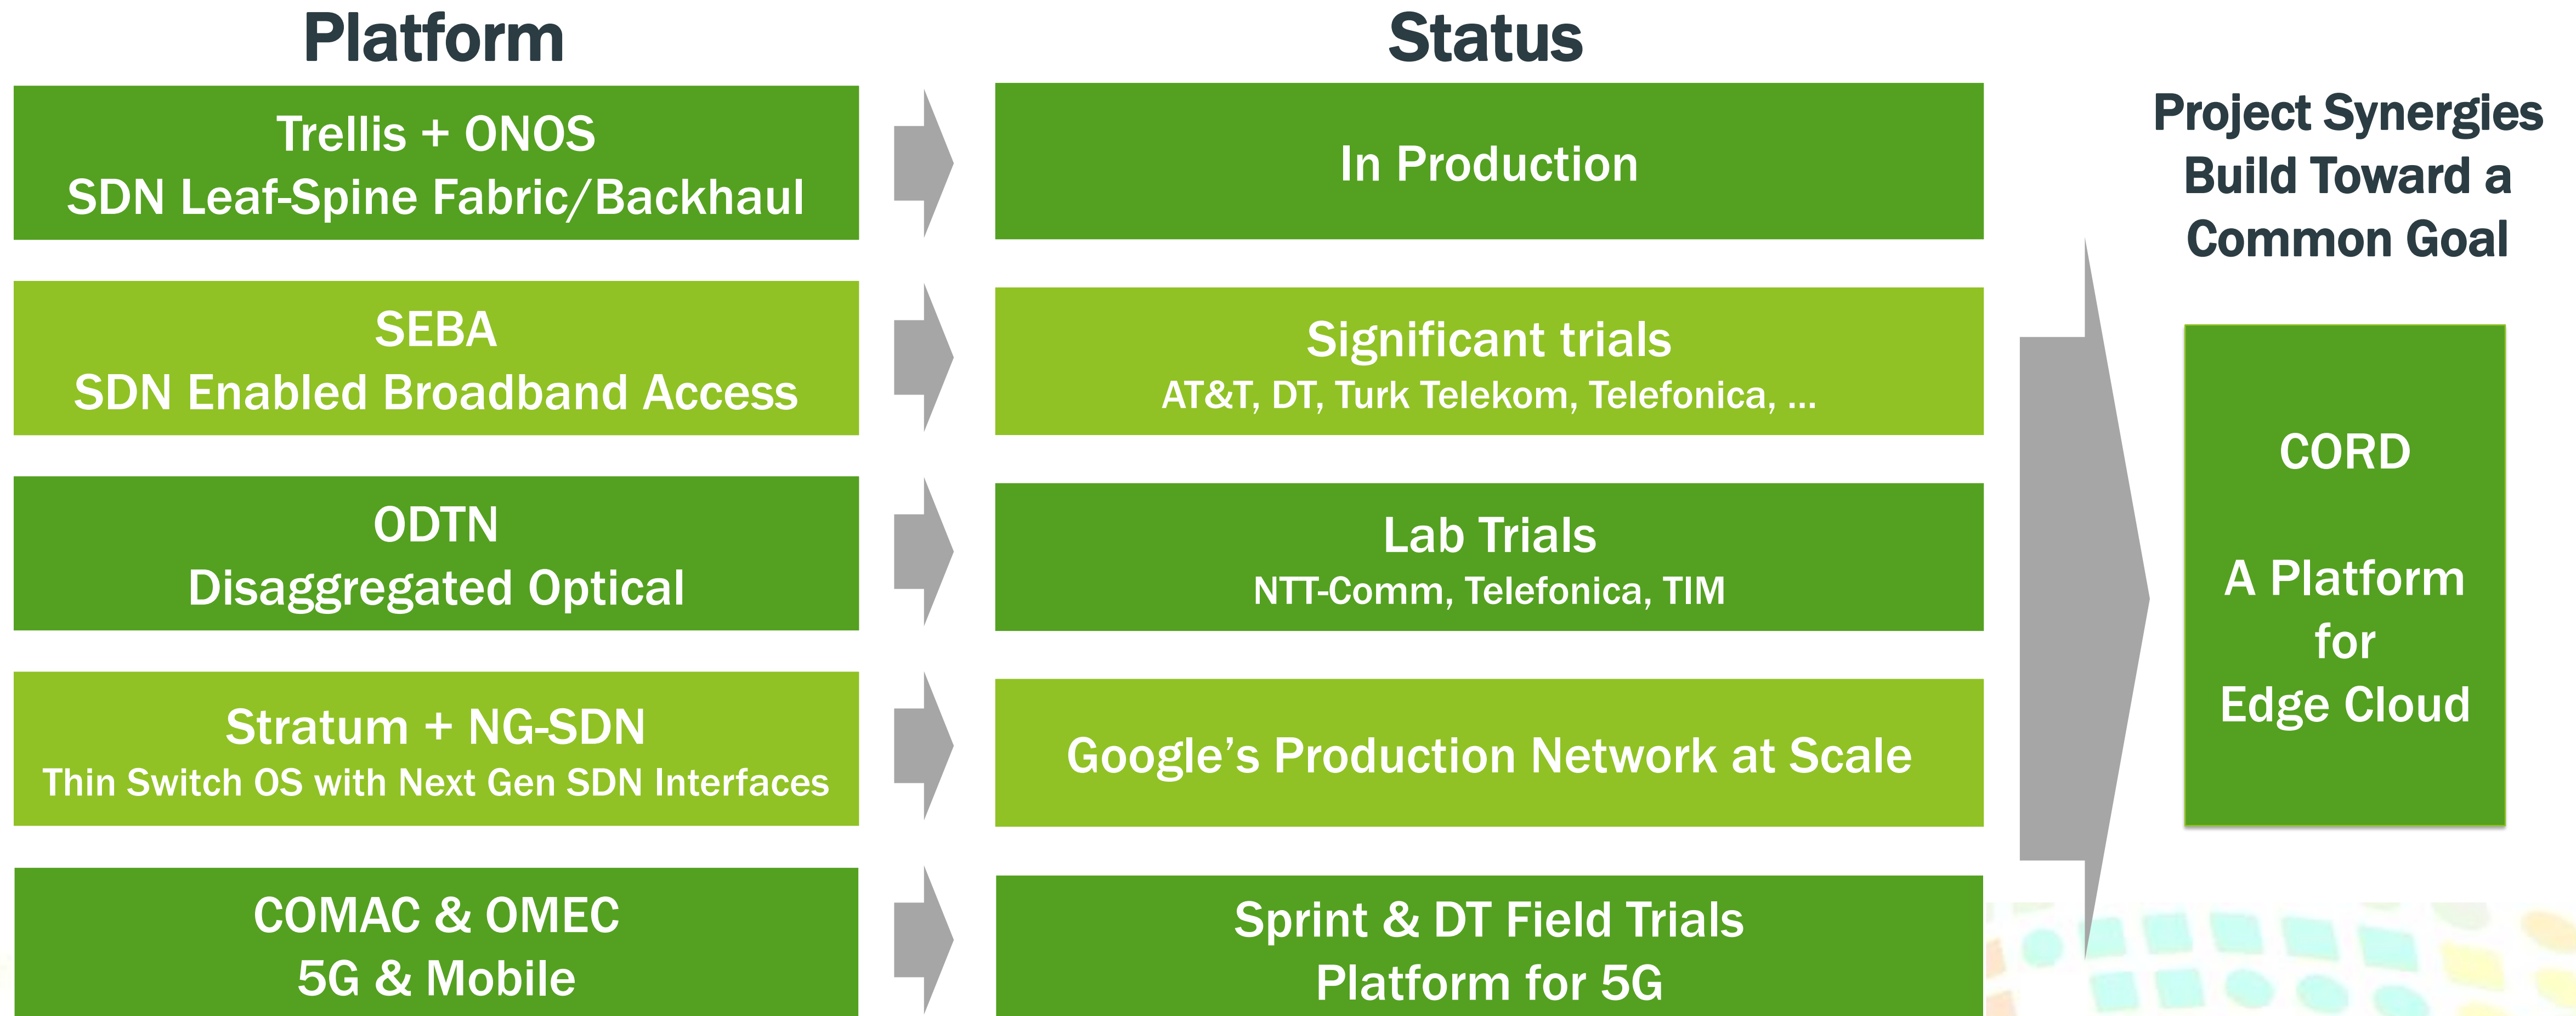 Platform
Status
Trellis + ONOS
SDN Leaf-Spine Fabric/Backhaul
In Production
SEBA
SDN Enabled Broadband Access
Significant trials
AT&T, DT, Turk Telekom, Telefonica, ...
ODTN
Disaggregated Optical
Lab Trials
NTT-Comm, Telefonica, TIM
Stratum + NG-SDN
Thin Switch OS with Next Gen SDN Interfaces
Google’s Production Network at Scale
COMAC & OMEC
5G & Mobile
Sprint & DT Field Trials
Platform for 5G
Project Synergies
Build Toward a
Common Goal
CORD
A Platform
for
Edge Cloud